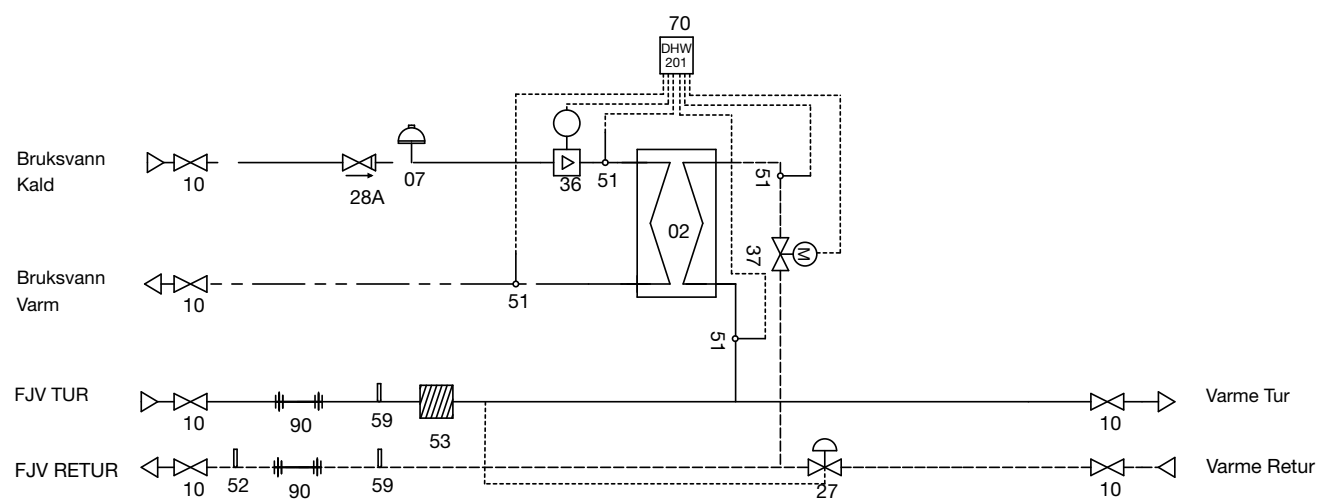 70
DHW
201
Bruksvann
Kald
10
28A
07
36
51
51
02
37
M
Bruksvann
Varm
10
51
51
FJV TUR
10
90
59
53
10
Varme Tur
FJV RETUR
10
52
90
59
27
10
Varme Retur